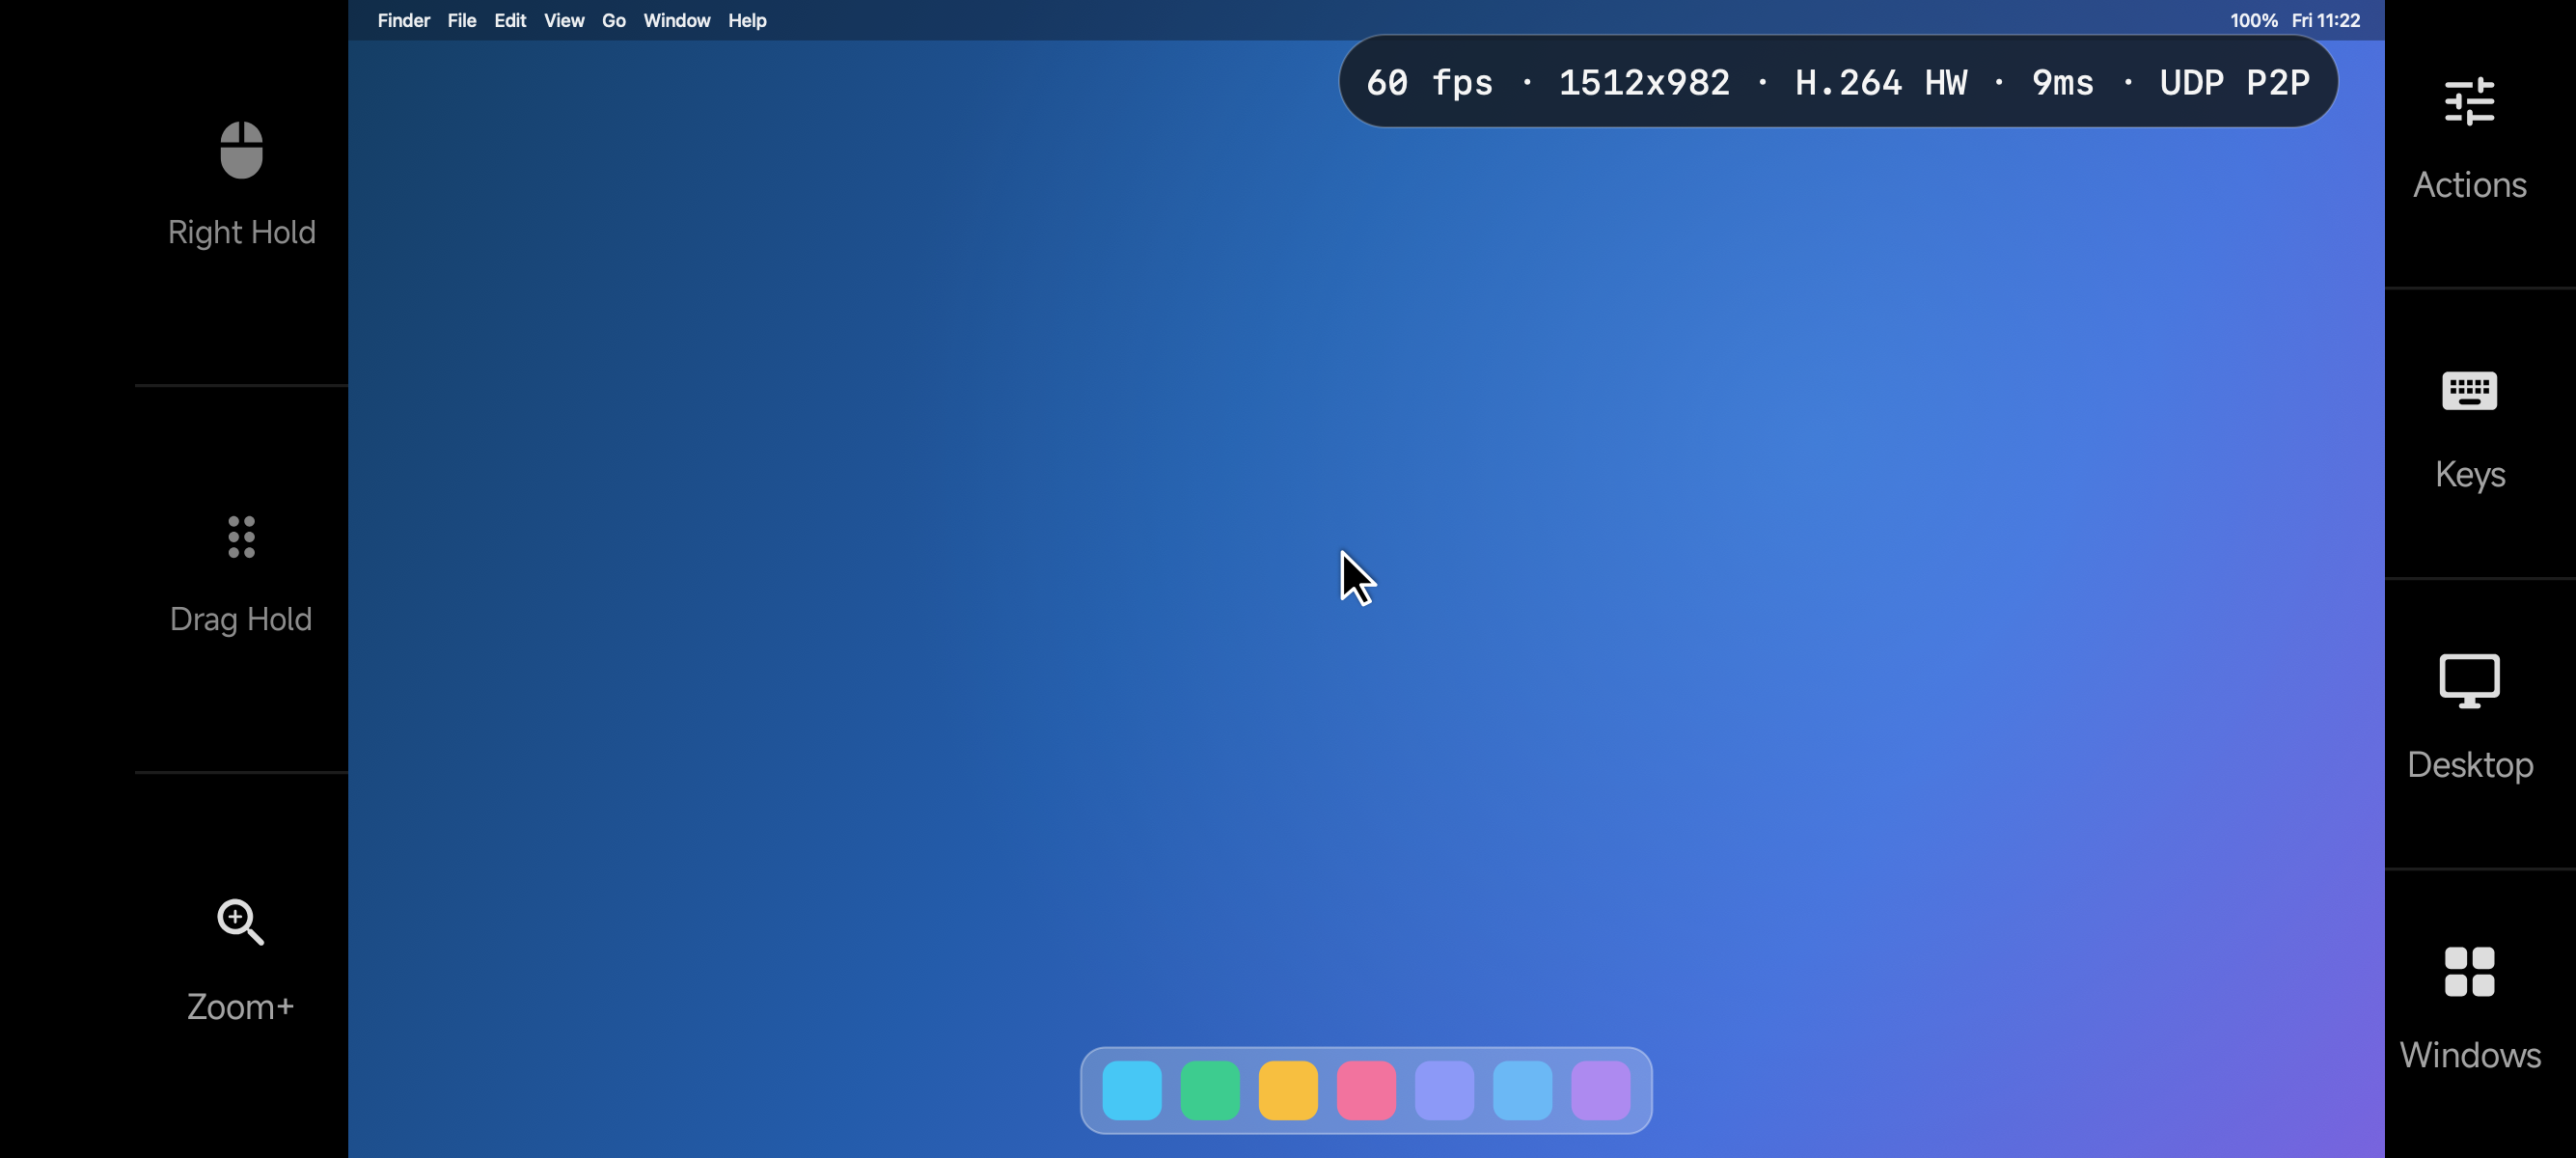 Finder File Edit View Go Window Help
100% Fri 11:22
60 fps · 1512x982 · H.264 HW · 9ms · UDP P2P
Right Hold
Drag Hold
Zoom+
Actions
Keys
Desktop
Windows